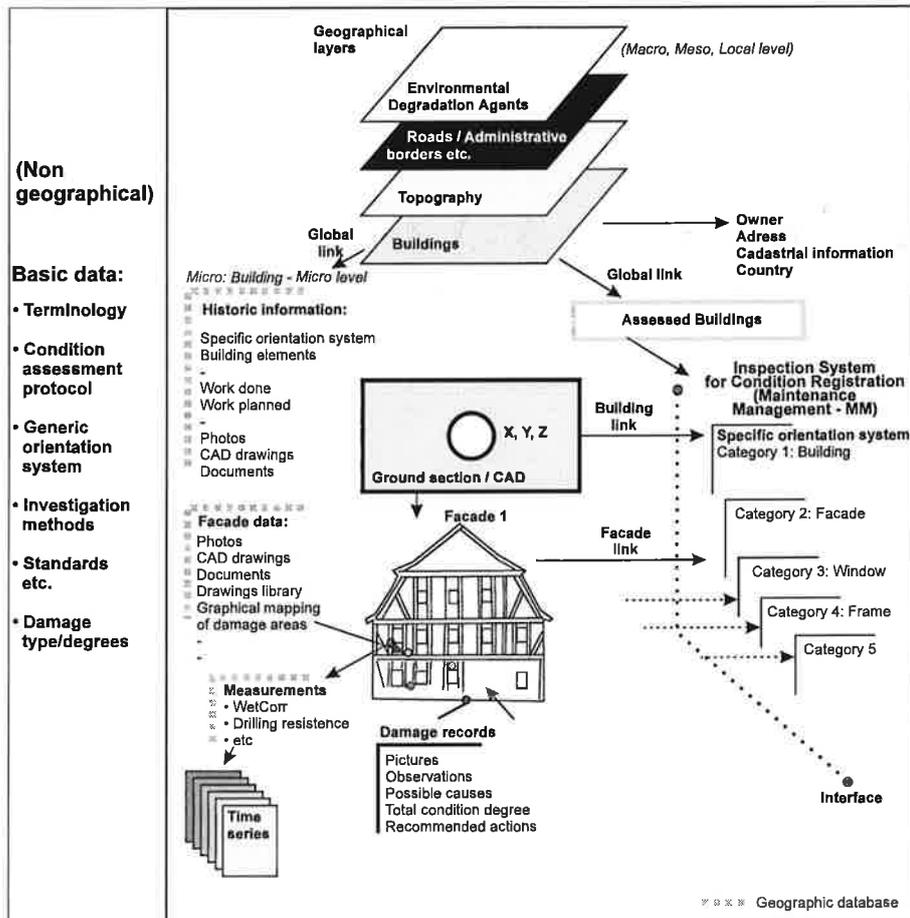 (Non
geographical)
Basic data:
• Terminology
• Condition
assessment
protocol
• Generic
orientation
system
• Investigation
methods
• Standards
etc.
• Damage
type/degrees
Geographical
layers
(Macro, Meso, Local level)
Environmental
Degradation Agents
Roads / Administrative
borders etc.
Topography
Buildings
Global
link
Owner
Adress
Cadastrial information
Country
Global link
Micro: Building - Micro level
Assessed Buildings
Historic information:
Specific orientation system
Building elements
-
Work done
Work planned
-
Photos
CAD drawings
Documents
X, Y, Z
Ground section / CAD
Building
link
Inspection System
for Condition Registration
(Maintenance
Management - MM)
Specific orientation system
Category 1: Building
Facade data:
Photos
CAD drawings
Documents
Drawings library
Graphical mapping
of damage areas
-
-
Facade 1
Facade
link
Category 2: Facade
Category 3: Window
Category 4: Frame
Category 5
Measurements
• WetCorr
• Drilling resistence
• etc
Time
series
Damage records
Pictures
Observations
Possible causes
Total condition degree
Recommended actions
Interface
Geographic database